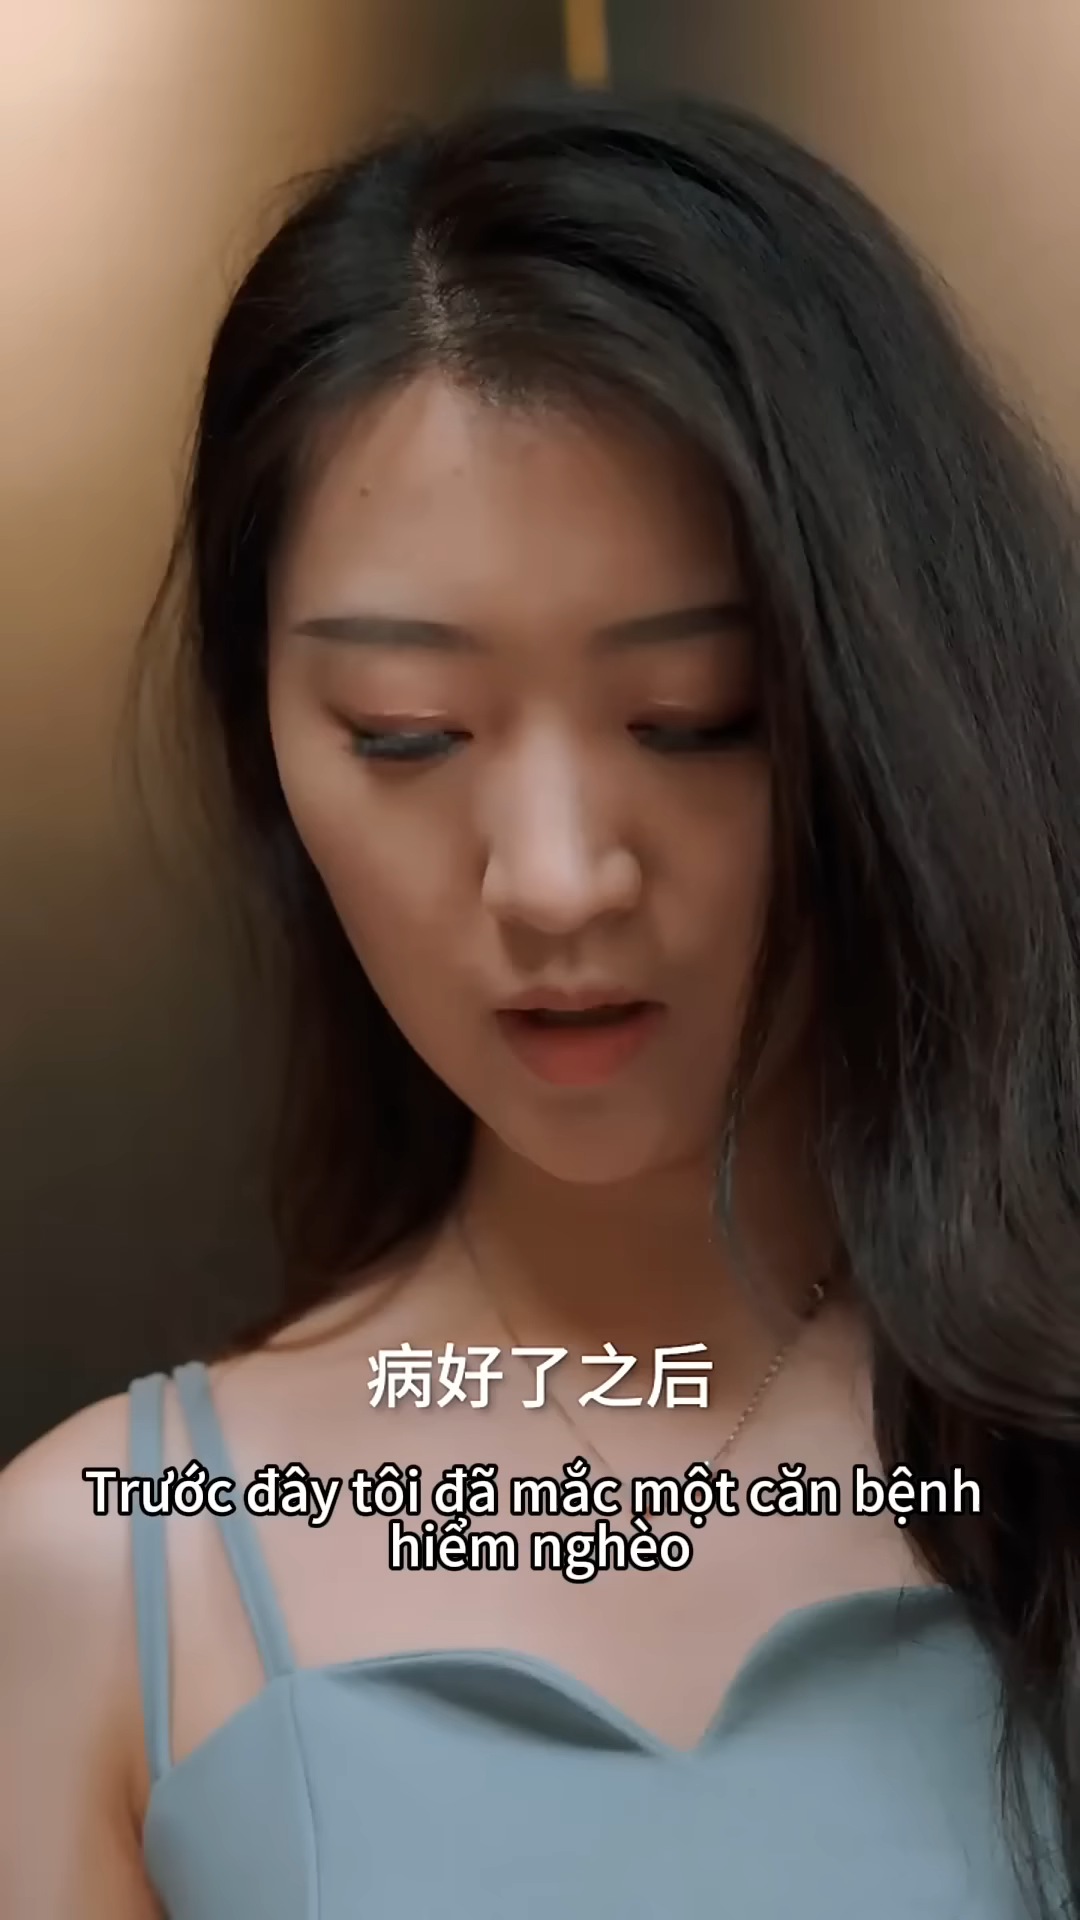 病好了之后
Trước đây tôi đã mắc một căn bệnh
hiểm nghèo